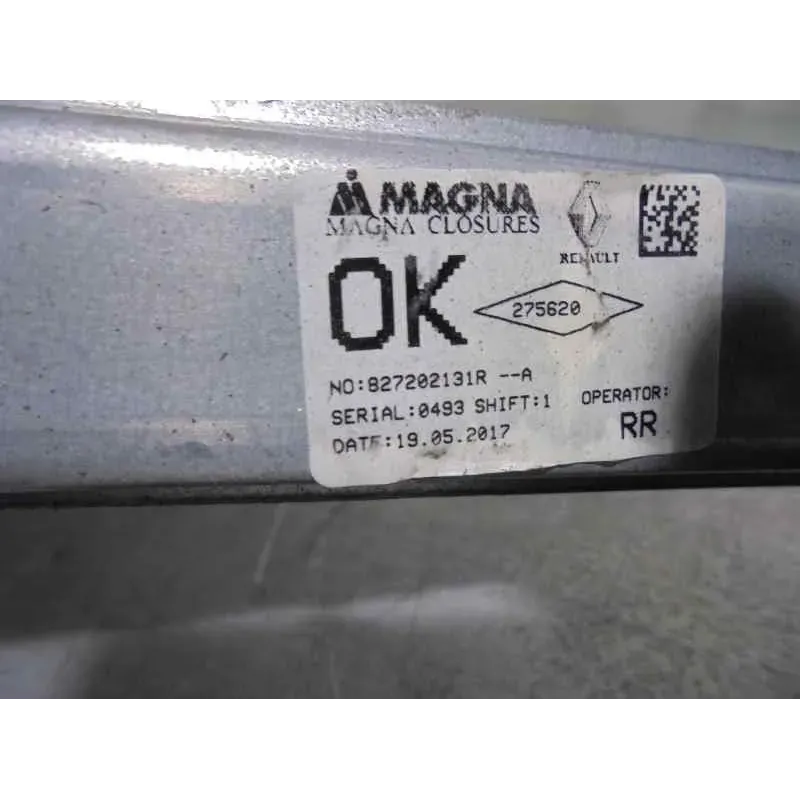 MAGNA
MAGNA CLOSURES
RENAULT
OK
275620
NO:827202131R --A
SERIAL:0493 SHIFT:1
OPERATOR:
DATE:19.05.2017
RR